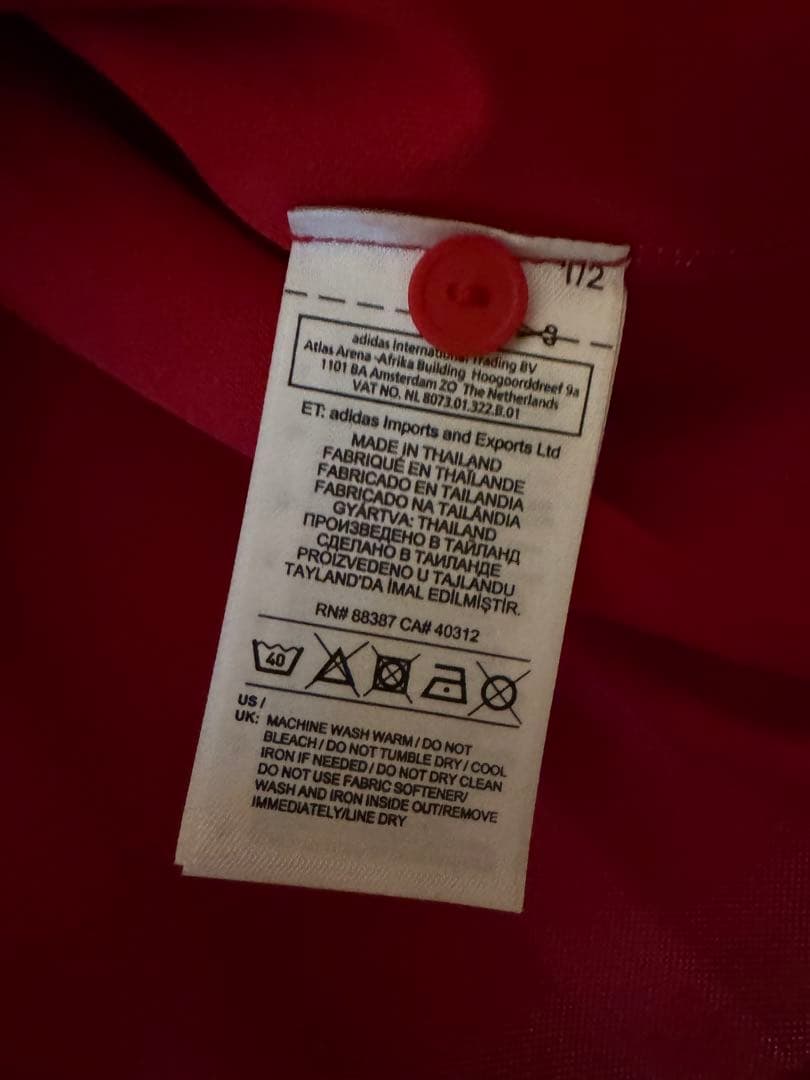 1/2
adidas International Trading BV
Atlas Arena -Afrika Building Hoogoorddreef 9a
1101 BA Amsterdam ZO The Netherlands
VAT NO. NL 8073.01.322.B.01
ET: adidas Imports and Exports Ltd
MADE IN THAILAND
FABRIQUÉ EN THAÏLANDE
FABRICADO EN TAILANDIA
FABRICADO NA TAILÂNDIA
GYÁRTVA: THAILAND
ПРОИЗВЕДЕНО В ТАЙЛАНД
СДЕЛАНО В ТАИЛАНДЕ
PROIZVEDENO U TAJLANDU
TAYLAND'DA İMAL EDİLMİŞTİR.
RN# 88387 CA# 40312
40
US /
UK: MACHINE WASH WARM / DO NOT
BLEACH / DO NOT TUMBLE DRY / COOL
IRON IF NEEDED / DO NOT DRY CLEAN
DO NOT USE FABRIC SOFTENER/
WASH AND IRON INSIDE OUT/REMOVE
IMMEDIATELY/LINE DRY